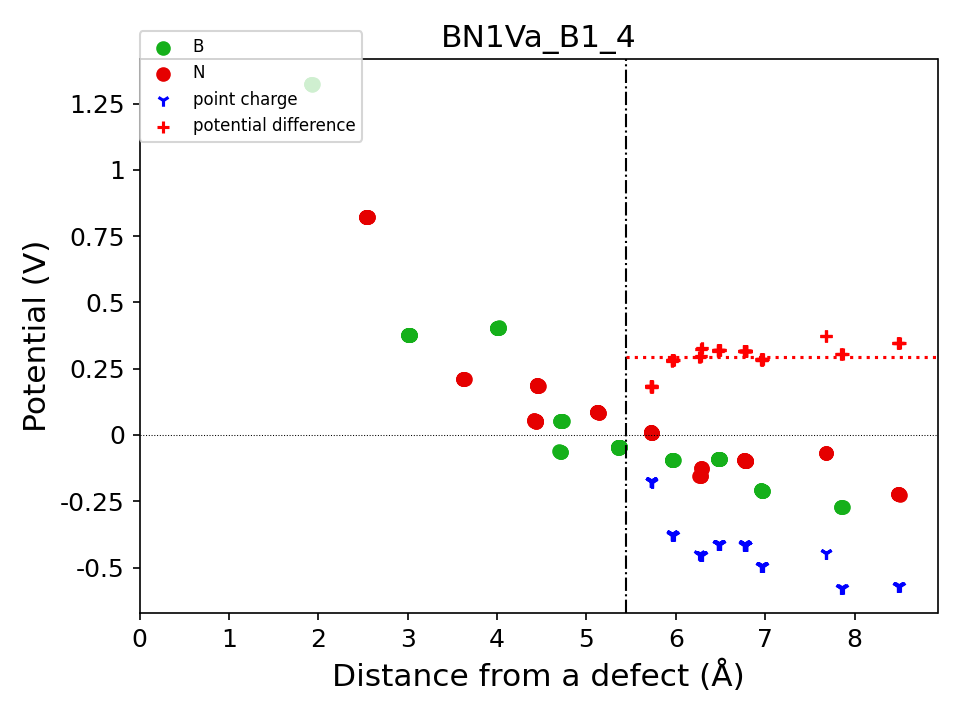 BN1Va_B1_4
B
N
point charge
potential difference
Potential (V)
1.25
1
0.75
0.5
0.25
0
-0.25
-0.5
0 1 2 3 4 5 6 7 8
Distance from a defect (Å)